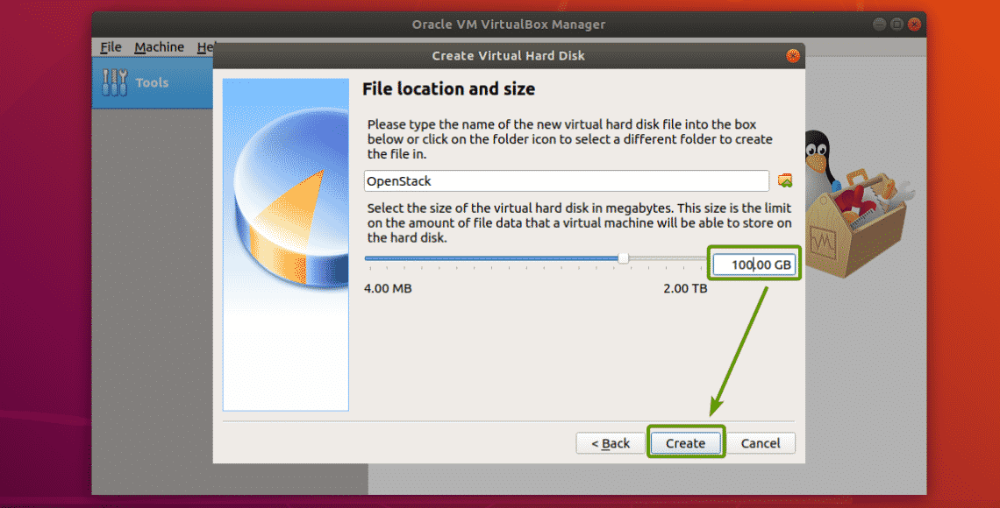 Oracle VM VirtualBox Manager
File Machine Hel
Create Virtual Hard Disk
Tools
File location and size
Please type the name of the new virtual hard disk file into the box
below or click on the folder icon to select a different folder to create
the file in.
OpenStack
Select the size of the virtual hard disk in megabytes. This size is the limit
on the amount of file data that a virtual machine will be able to store on
the hard disk.
100.00 GB
4.00 MB 2.00 TB
< Back Create Cancel